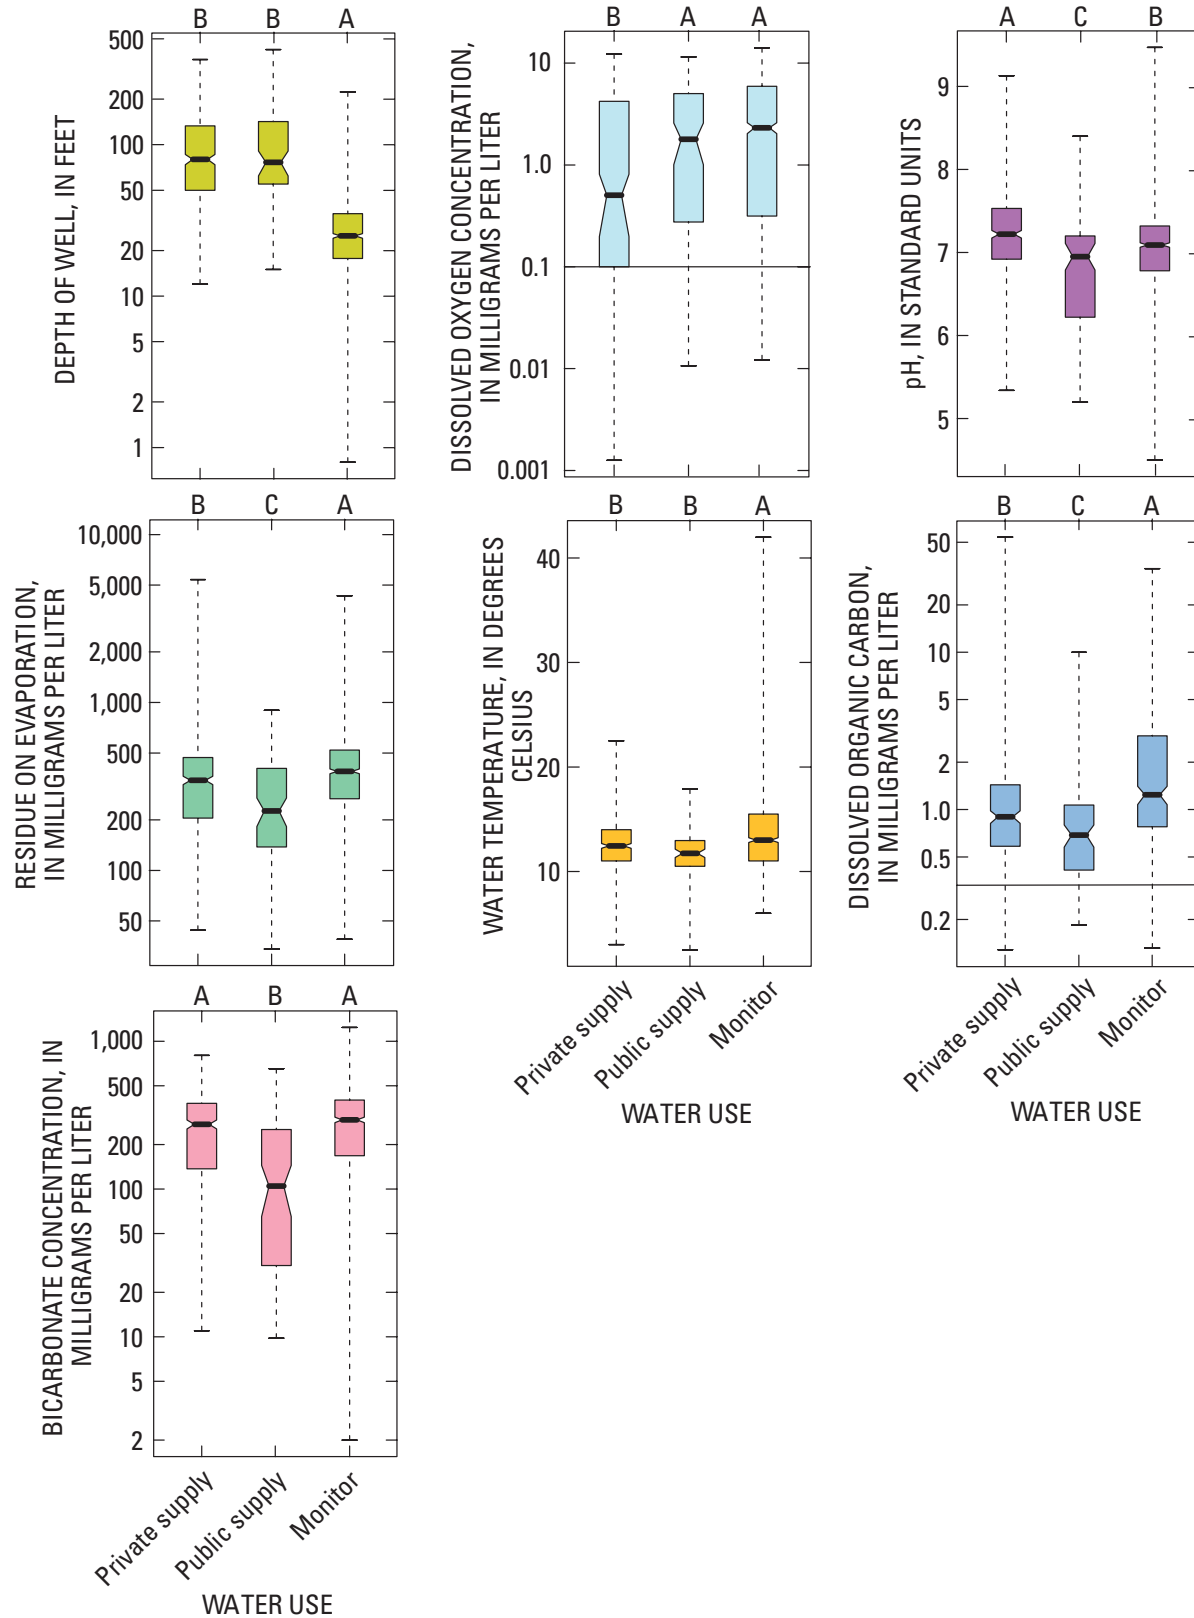 B B A
DEPTH OF WELL, IN FEET
500
200
100
50
20
10
5
2
1
B A A
DISSOLVED OXYGEN CONCENTRATION,
IN MILLIGRAMS PER LITER
10
1.0
0.1
0.01
0.001
A C B
pH, IN STANDARD UNITS
9
8
7
6
5
B C A
RESIDUE ON EVAPORATION,
IN MILLIGRAMS PER LITER
10,000
5,000
2,000
1,000
500
200
100
50
B B A
WATER TEMPERATURE, IN DEGREES
CELSIUS
40
30
20
10
Private supply
Public supply
Monitor
WATER USE
B C A
DISSOLVED ORGANIC CARBON,
IN MILLIGRAMS PER LITER
50
20
10
5
2
1.0
0.5
0.2
Private supply
Public supply
Monitor
WATER USE
A B A
BICARBONATE CONCENTRATION, IN
MILLIGRAMS PER LITER
1,000
500
200
100
50
20
10
5
2
Private supply
Public supply
Monitor
WATER USE